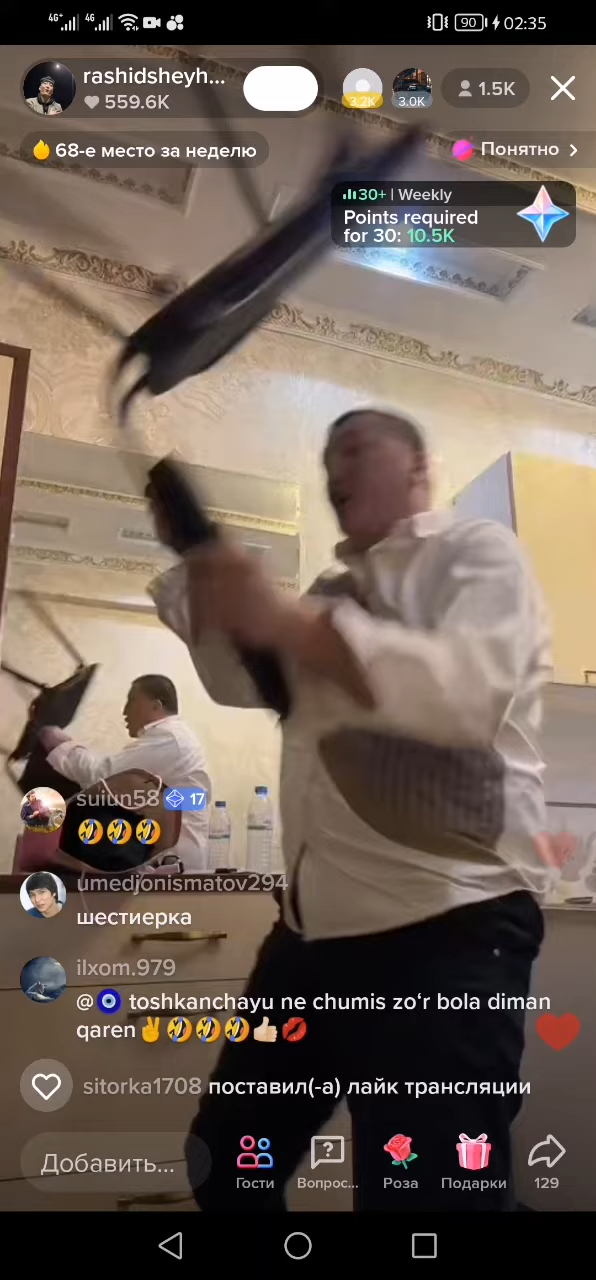 4G+ 4G 90 02:35
rashidsheyh...
559.6K
3.2K 3.0K 1.5K
68-е место за неделю
Понятно >
30+ | Weekly
Points required
for 30: 10.5K
suiun58 17
🤣🤣🤣
umedjonismatov294
шестиерка
ilxom.979
@🧿 toshkanchayu ne chumis zo‘r bola diman
qaren✌🤣🤣🤣👍💋
sitorka1708 поставил(-а) лайк трансляции
Добавить...
Гости Вопрос... Роза Подарки 129